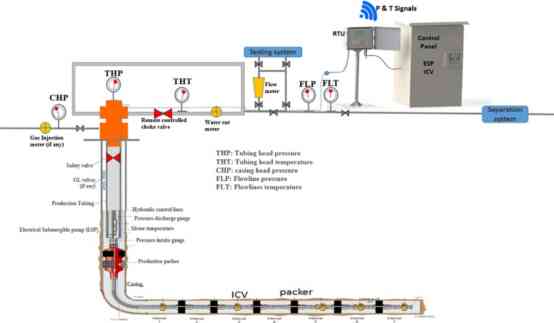 P & T Signals
RTU
Control
Panel
ESP
ICV
Testing system
THP
THT
Flow
meter
FLP
FLT
CHP
Separation
system
Remote controlled
choke valve
Water cut
meter
Gas Injection
meter (if any)
THP: Tubing head pressure
THT: Tubing head temperature
CHP: casing head pressure
FLP: Flowline pressure
FLT: Flowlines temperature
Safety valve
GL valves
(if any)
Production Tubing
Hydraulic control lines
Pressure discharge gauge
Electrical Submergible pump (ESP)
Motor temperature
Pressure intake gauge
Production packer
Casing,
ICV
packer